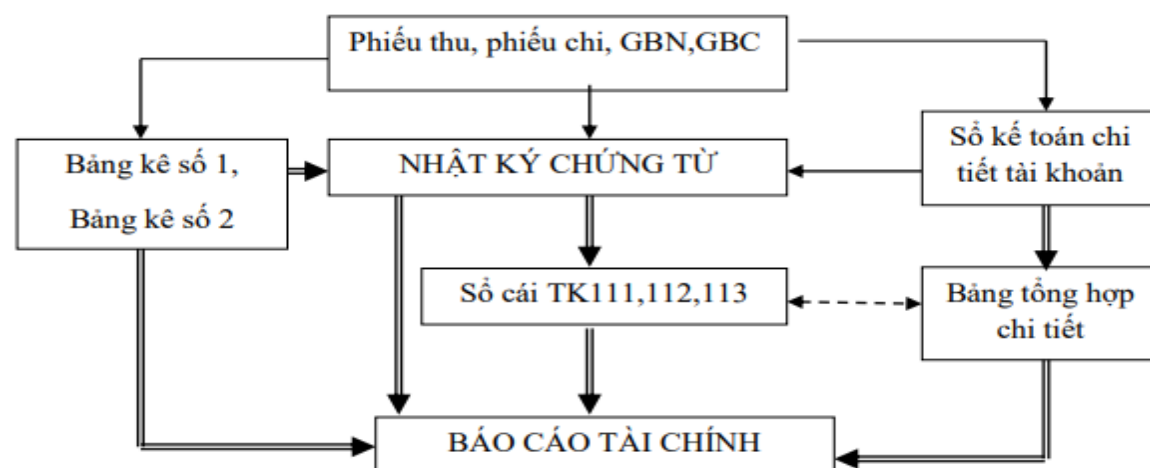 Phiếu thu, phiếu chi, GBN,GBC
Bảng kê số 1,
Bảng kê số 2
NHẬT KÝ CHỨNG TỪ
Sổ kế toán chi
tiết tài khoản
Sổ cái TK111,112,113
Bảng tổng hợp
chi tiết
BÁO CÁO TÀI CHÍNH